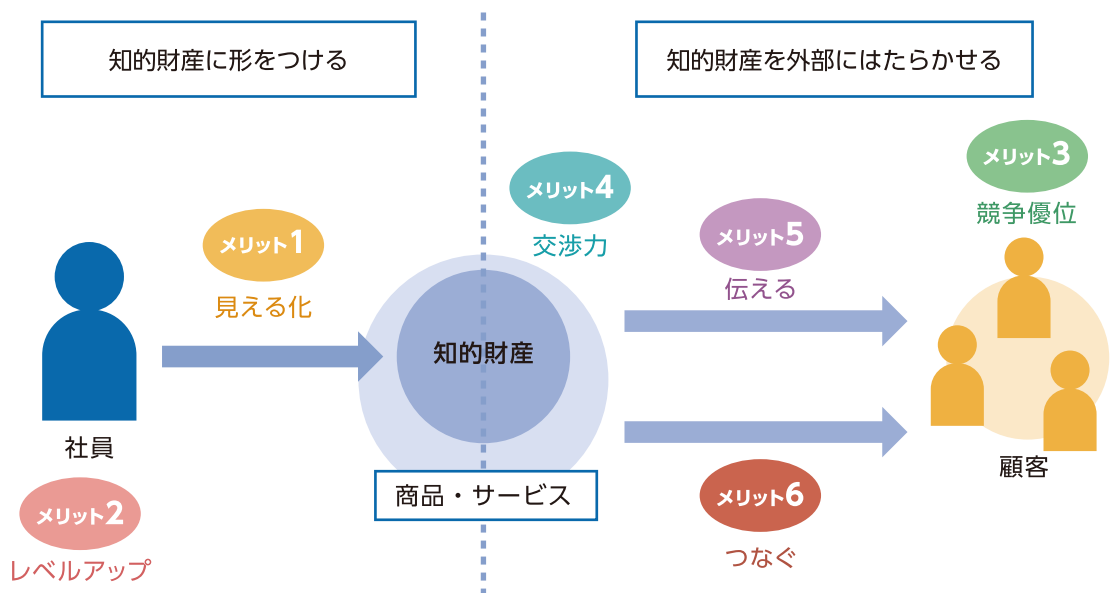 知的財産に形をつける
知的財産を外部にはたらかせる
メリット1
見える化
社員
メリット2
レベルアップ
知的財産
商品・サービス
メリット4
交渉力
メリット5
伝える
メリット6
つなぐ
メリット3
競争優位
顧客